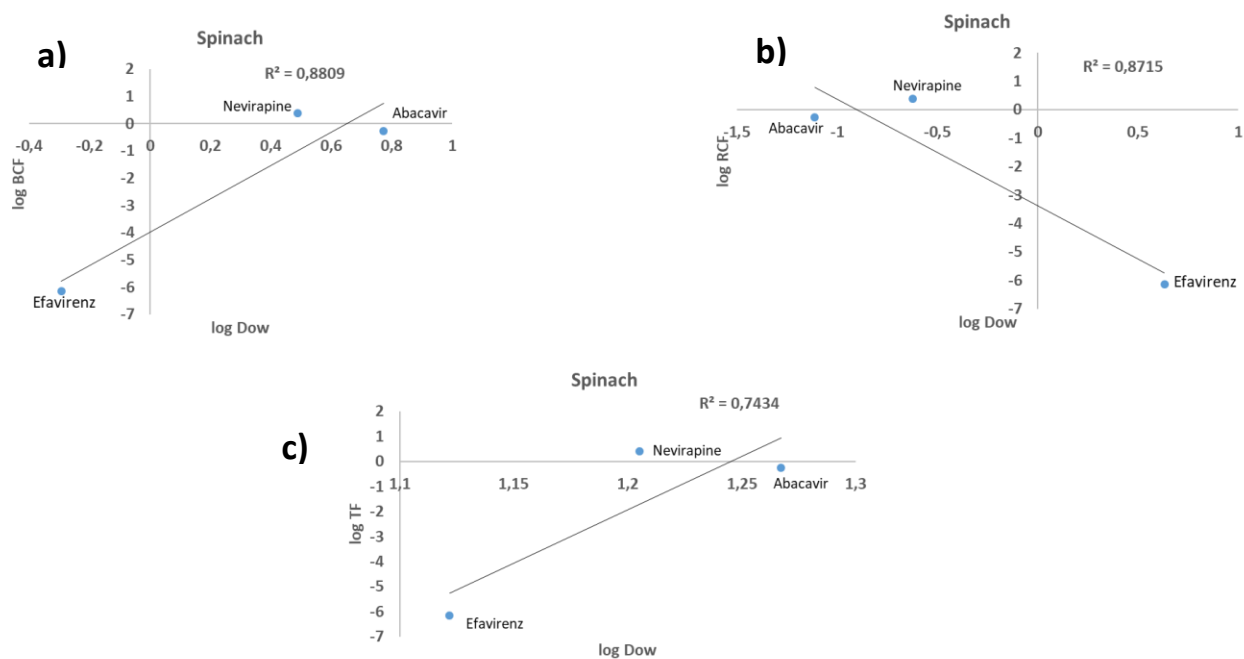 a)
Spinach
R² = 0,8809
2
1
0
-1
-2
-3
-4
-5
-6
-7
-0,4 -0,2 0 0,2 0,4 0,6 0,8 1
Nevirapine
Abacavir
Efavirenz
log BCF
log Dow
b)
Spinach
R² = 0,8715
2
1
0
-1
-2
-3
-4
-5
-6
-7
-1,5 -1 -0,5 0 0,5 1
Nevirapine
Abacavir
Efavirenz
log RCF
log Dow
c)
Spinach
R² = 0,7434
2
1
0
-1
-2
-3
-4
-5
-6
-7
1,1 1,15 1,2 1,25 1,3
Nevirapine
Abacavir
Efavirenz
log TF
log Dow